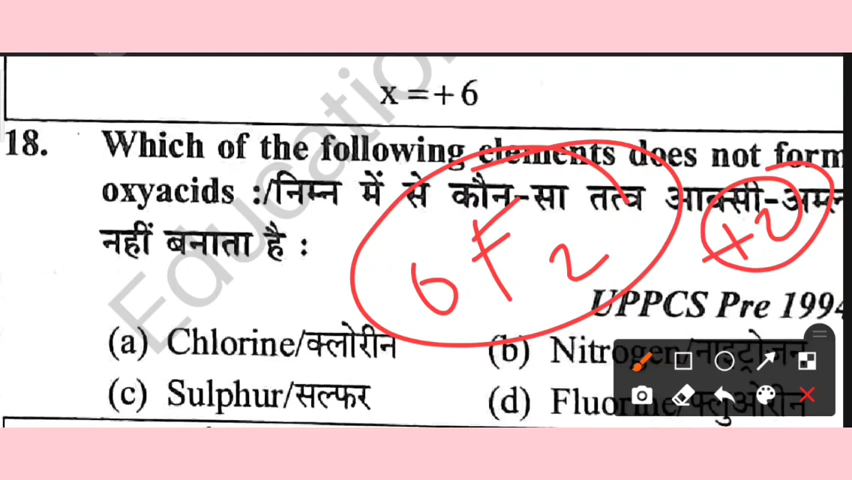 x = + 6
18. Which of the following elements does not form
oxyacids :/निम्न में से कौन-सा तत्व आक्सी-अम्ल
नहीं बनाता है :
OF2
+2
UPPCS Pre 1994
(a) Chlorine/क्लोरीन (b) Nitrogen/नाइट्रोजन
(c) Sulphur/सल्फर (d) Fluorine/फ्लुओरीन
Education